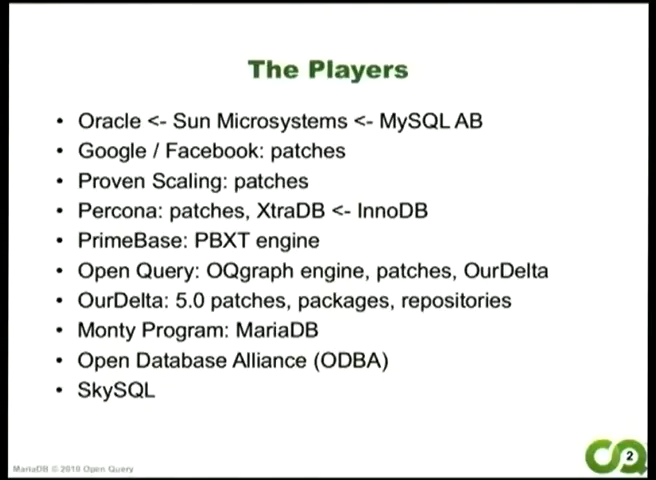 The Players
• Oracle <- Sun Microsystems <- MySQL AB
• Google / Facebook: patches
• Proven Scaling: patches
• Percona: patches, XtraDB <- InnoDB
• PrimeBase: PBXT engine
• Open Query: OQgraph engine, patches, OurDelta
• OurDelta: 5.0 patches, packages, repositories
• Monty Program: MariaDB
• Open Database Alliance (ODBA)
• SkySQL
MariaDB © 2010 Open Query
2